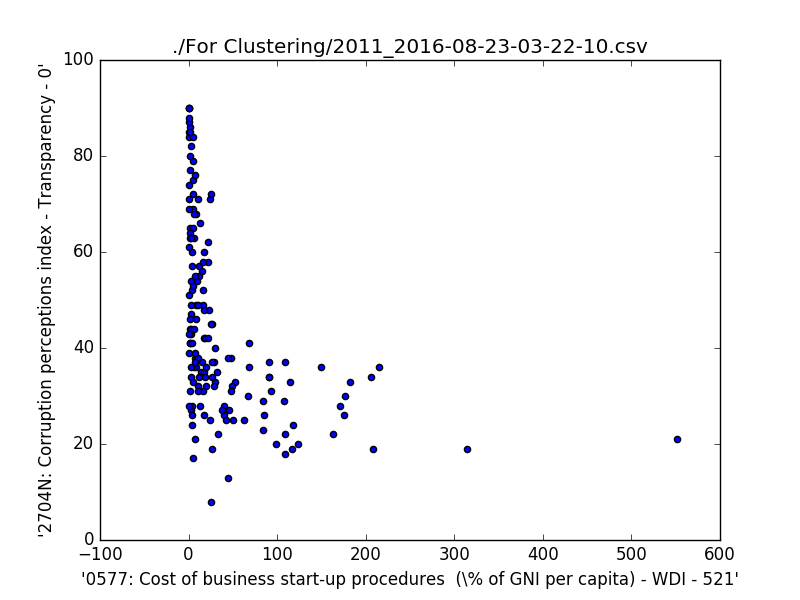 ./For Clustering/2011_2016-08-23-03-22-10.csv
100
80
60
40
20
0
'2704N: Corruption perceptions index - Transparency - 0'
−100 0 100 200 300 400 500 600
'0577: Cost of business start-up procedures  (\% of GNI per capita) - WDI - 521'